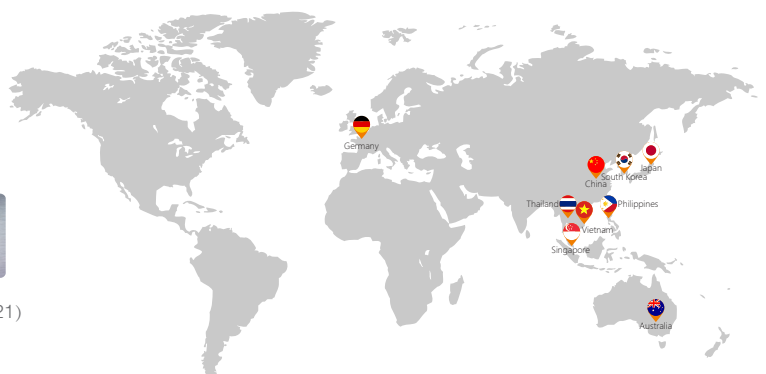 Germany
Japan
South Korea
China
Thailand
Philippines
Vietnam
Singapore
21)
Australia